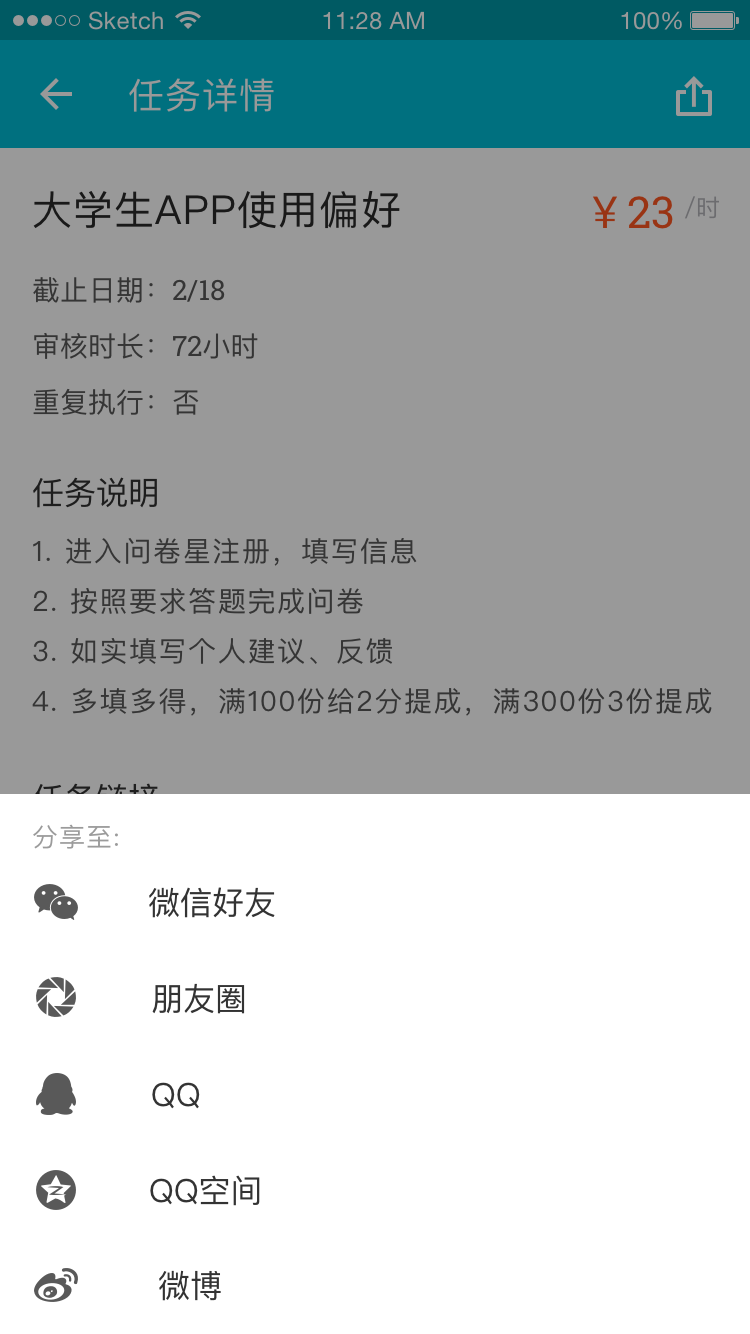 Sketch 11:28 AM 100%
任务详情
大学生APP使用偏好 ¥ 23 /时
截止日期：2/18
审核时长：72小时
重复执行：否
任务说明
1. 进入问卷星注册，填写信息
2. 按照要求答题完成问卷
3. 如实填写个人建议、反馈
4. 多填多得，满100份给2分提成，满300份3份提成
任务链接
分享至:
微信好友
朋友圈
QQ
QQ空间
微博